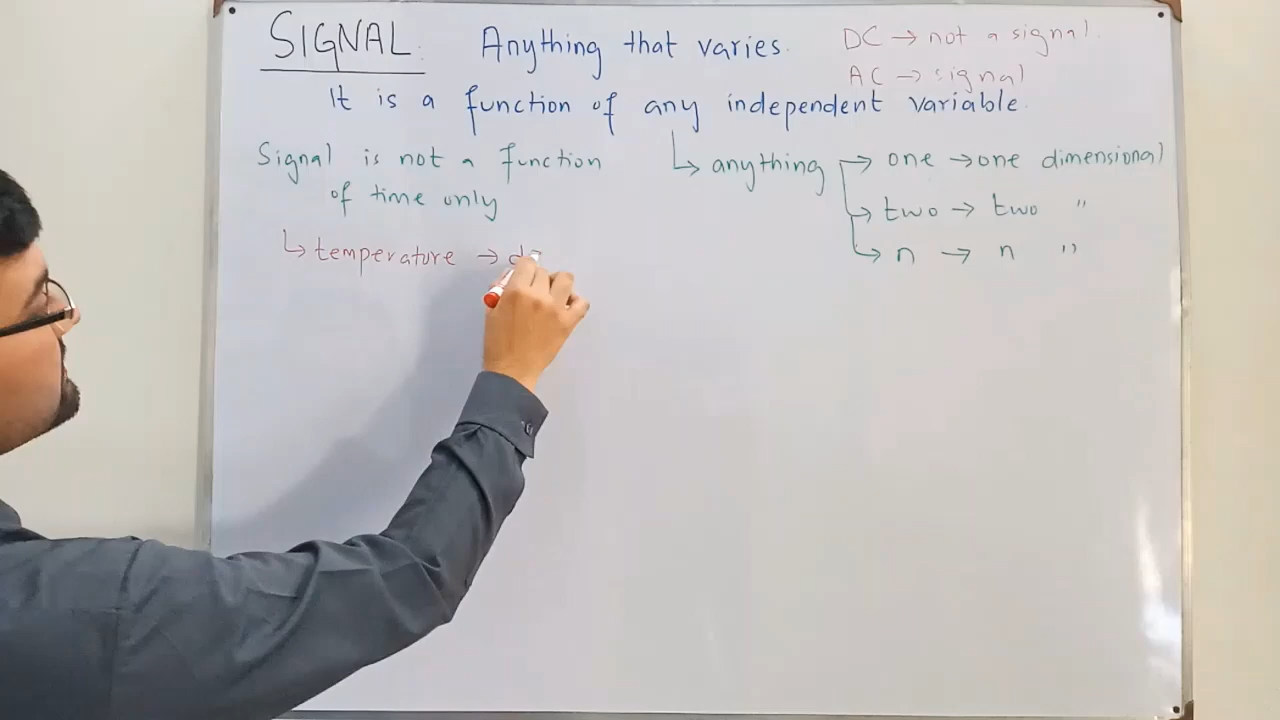 SIGNAL. Anything that varies. DC → not a signal.
AC → signal
It is a function of any independent variable.
Signal is not a function
of time only
↳ anything → one → one dimensional
→ two → two "
→ n → n "
↳ temperature →